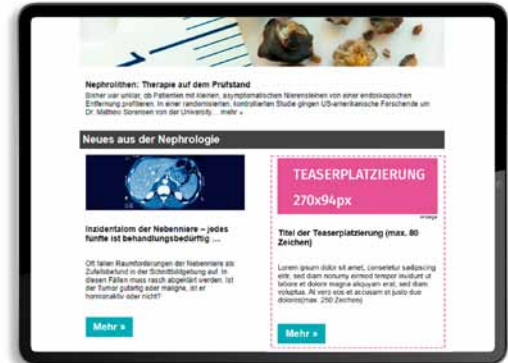 Nephrolithen: Therapie auf dem Prüfstand
Bisher war unklar, ob Patienten mit kleinen, asymptomatischen Nierensteinen von einer endoskopischen
Entfernung profitieren. In einer randomisierten, kontrollierten Studie gingen US-amerikanische Forschende um
Dr. Mathew Sorensen von der University... mehr »
Neues aus der Nephrologie
Inzidentalom der Nebenniere – jedes
fünfte ist behandlungsbedürftig ...
Oft fallen Raumforderungen der Nebenniere als
Zufallsbefund in der Schnittbildgebung auf. In
diesen Fällen muss rasch abgeklärt werden: Ist
der Tumor gutartig oder maligne, ist er
hormonaktiv oder nicht?
Mehr »
TEASERPLATZIERUNG
270x94px
Anzeige
Titel der Teaserplatzierung (max. 80
Zeichen)
Lorem ipsum dolor sit amet, consetetur sadipscing
elitr, sed diam nonumy eirmod tempor invidunt ut
labore et dolore magna aliquyam erat, sed diam
voluptua. At vero eos et accusam et justo duo
dolores(max. 250 Zeichen)
Mehr »